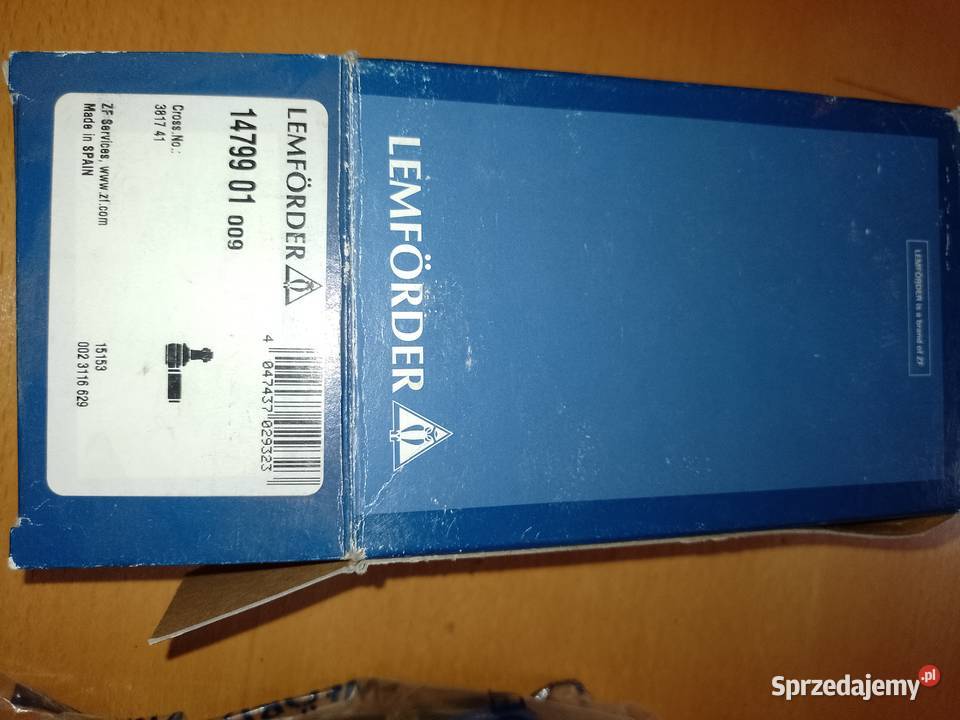 LEMFÖRDER
14799 01 009
Cross.No.:
3817 41
ZF Services, www.zf.com
Made in SPAIN
4 047437 029323
15153
002 3116 629
LEMFÖRDER
LEMFÖRDER is a brand of ZF
Sprzedajemy.pl